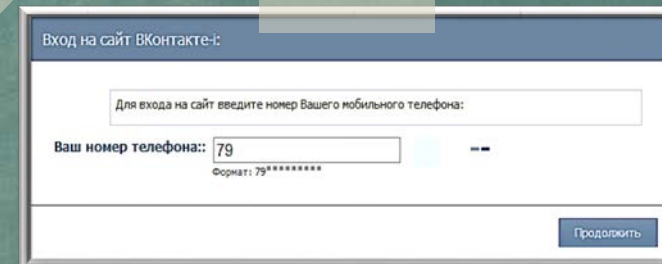 Вход на сайт ВКонтакте-i:
Для входа на сайт введите номер Вашего мобильного телефона:
Ваш номер телефона:: 79
Формат: 79*********
Продолжить